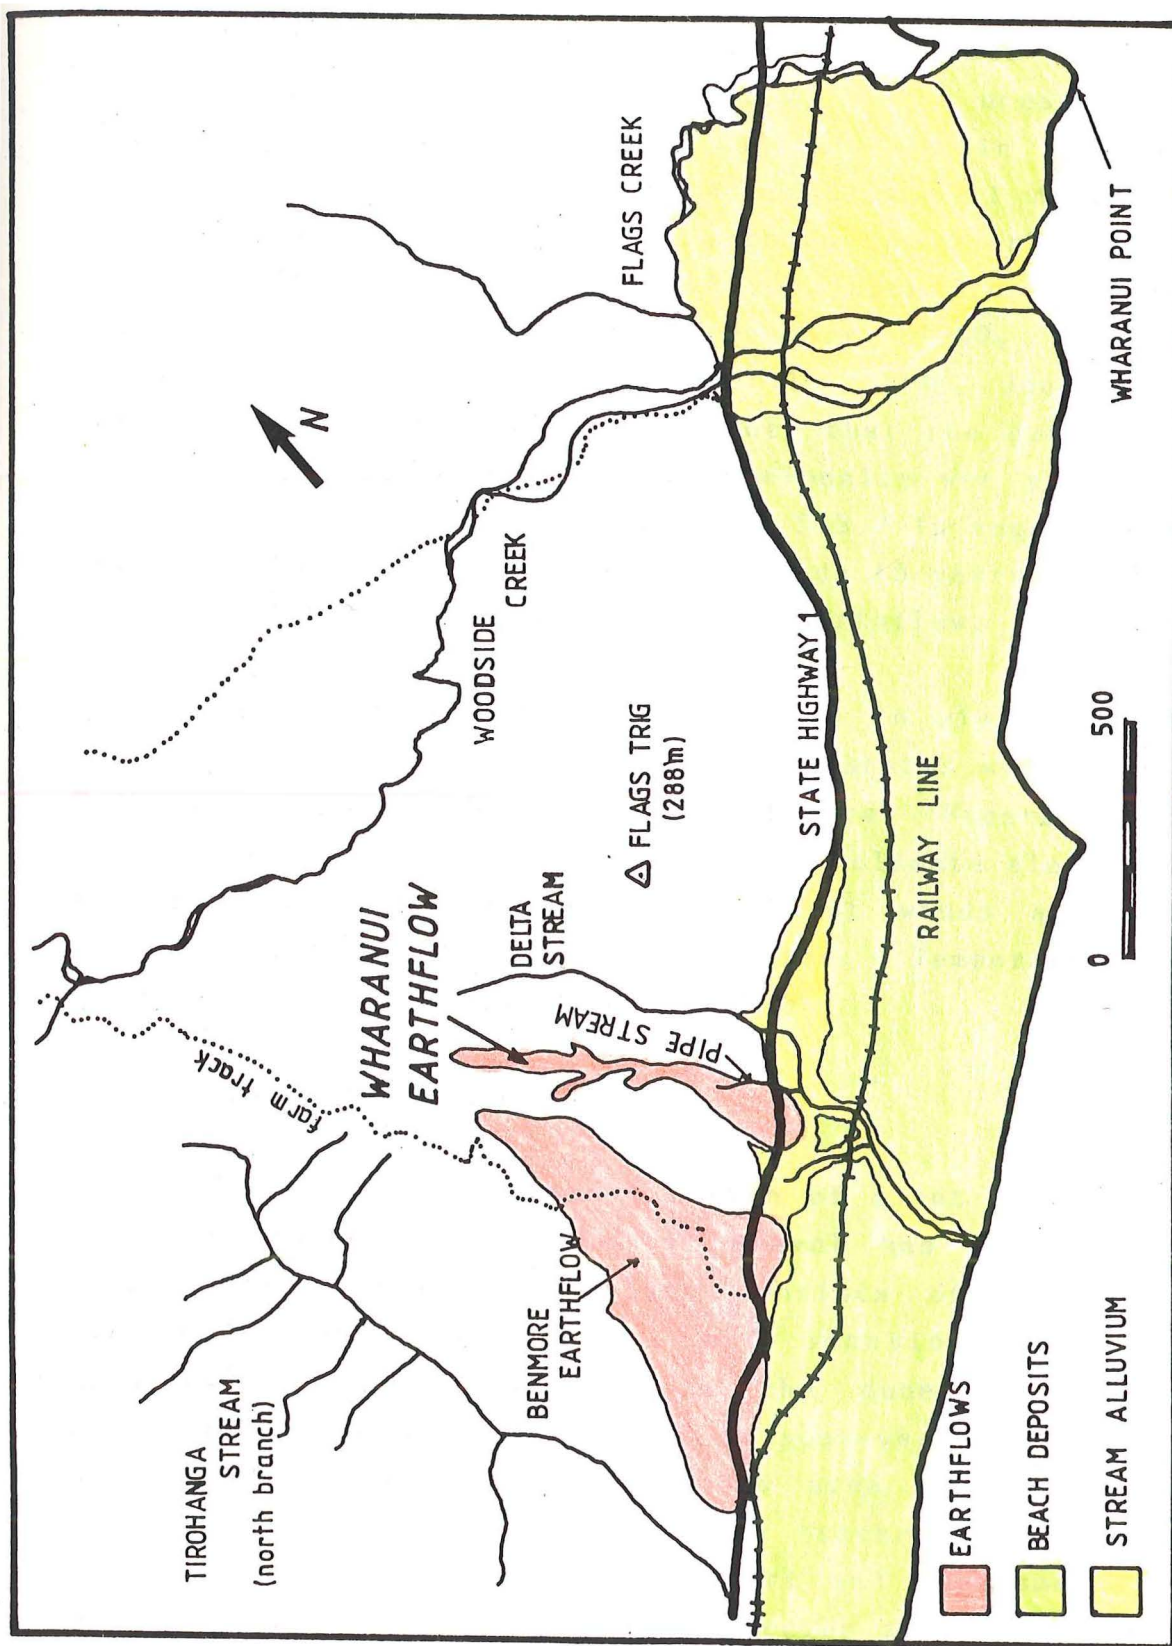 TIROHANGA
STREAM
(north branch)
farm track
WHARANUI
EARTHFLOW
WOODSIDE
CREEK
FLAGS CREEK
N
DELTA
STREAM
PIPE STREAM
FLAGS TRIG
(288m)
BENMORE
EARTHFLOW
STATE HIGHWAY 1
RAILWAY LINE
WHARANUI POINT
0
500
EARTHFLOWS
BEACH DEPOSITS
STREAM ALLUVIUM